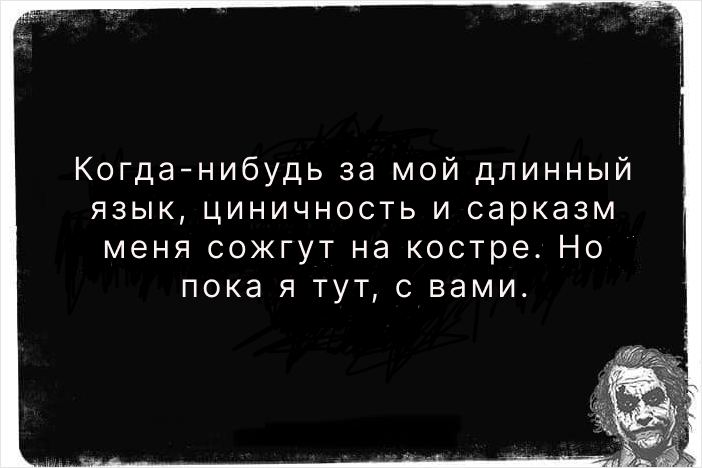 Когда-нибудь за мой длинный
язык, циничность и сарказм
меня сожгут на костре. Но
пока я тут, с вами.